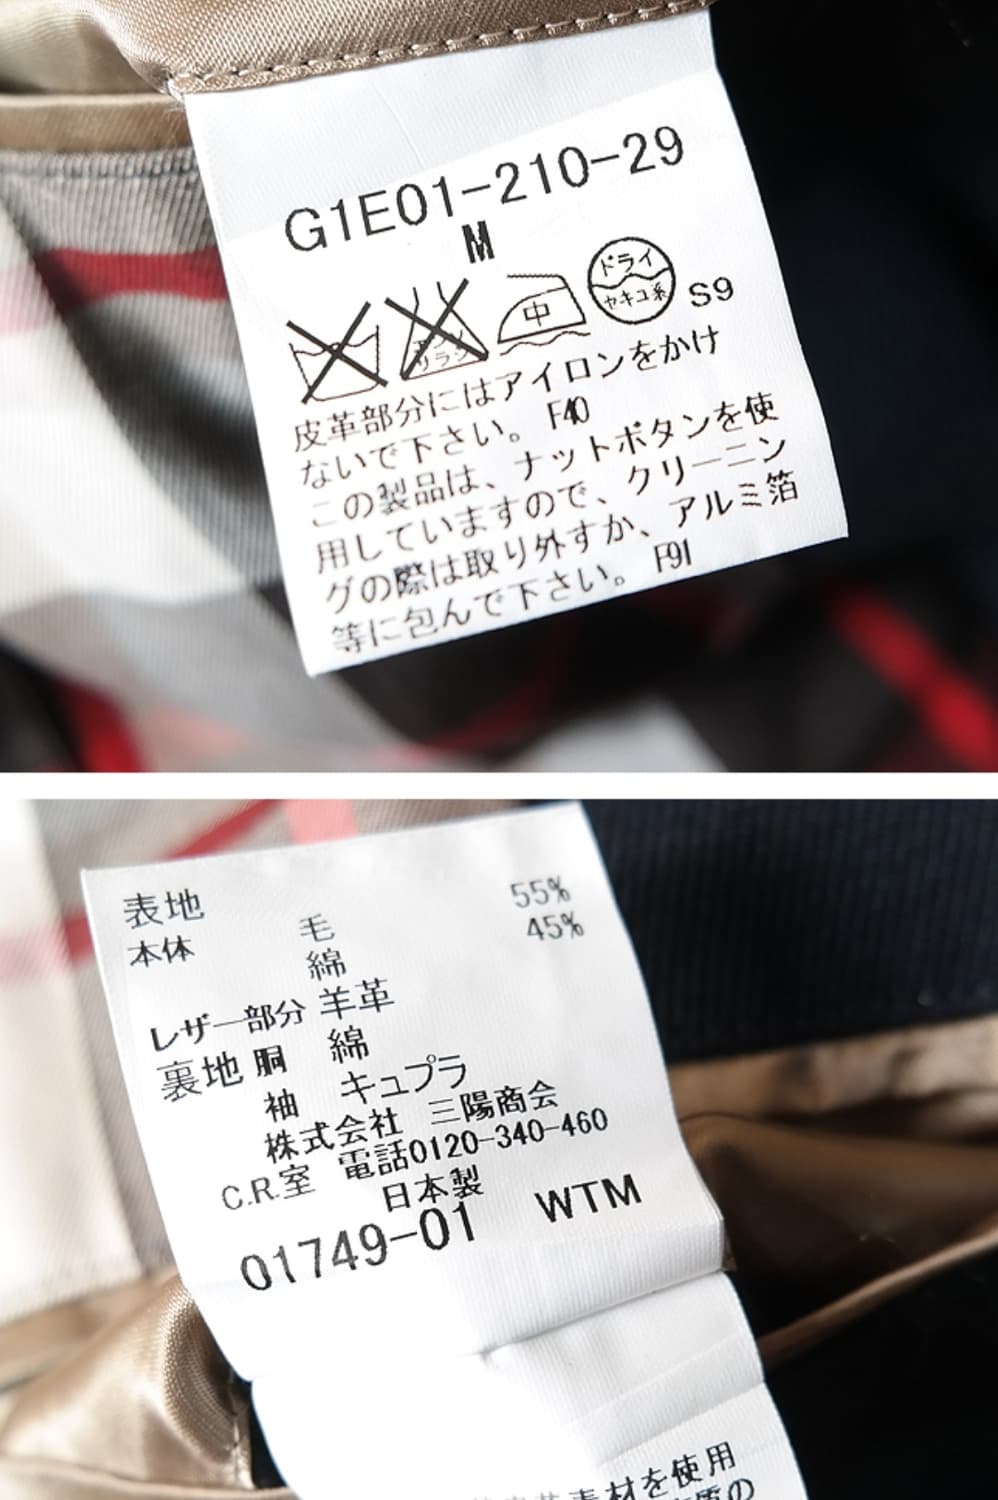 G1E01-210-29
M
中
ドライ
セキユ系
S9
皮革部分にはアイロンをかけ
ないで下さい。 F40
この製品は、ナットボタンを使
用していますので、クリーニン
グの際は取り外すか、アルミ箔
等に包んで下さい。 F91
表地
本体 毛 55%
綿 45%
レザー部分 羊革
裏地 胴 綿
袖 キュプラ
株式会社 三陽商会
C.R.室 電話0120-340-460
日本製
01749-01 WTM
素材を使用
の